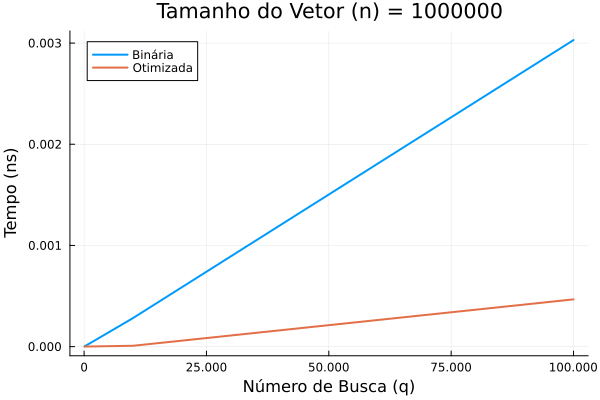 Tamanho do Vetor (n) = 1000000
Binária
Otimizada
Tempo (ns)
0.003
0.002
0.001
0.000
0
25.000
50.000
75.000
100.000
Número de Busca (q)